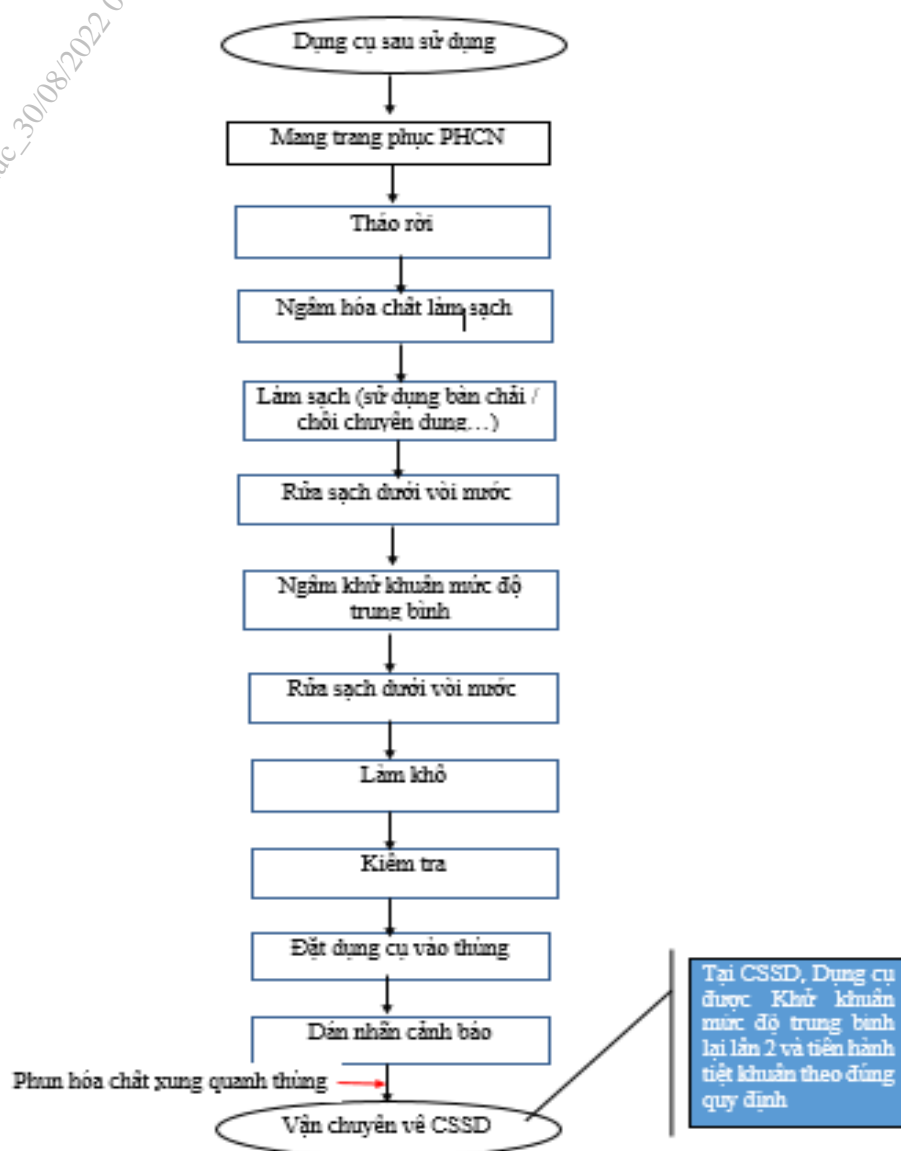 ac_30/08/2022
Dụng cụ sau sử dụng
Mang trang phục PHCN
Tháo rời
Ngâm hóa chất làm sạch
Làm sạch (sử dụng bàn chải /
chổi chuyên dụng…)
Rửa sạch dưới vòi nước
Ngâm khử khuẩn mức độ
trung bình
Rửa sạch dưới vòi nước
Làm khô
Kiểm tra
Đặt dụng cụ vào thùng
Dán nhãn cảnh báo
Phun hóa chất xung quanh thùng
Vận chuyển về CSSD
Tại CSSD, Dụng cụ
được Khử khuẩn
mức độ trung bình
lại lần 2 và tiến hành
tiệt khuẩn theo đúng
quy định